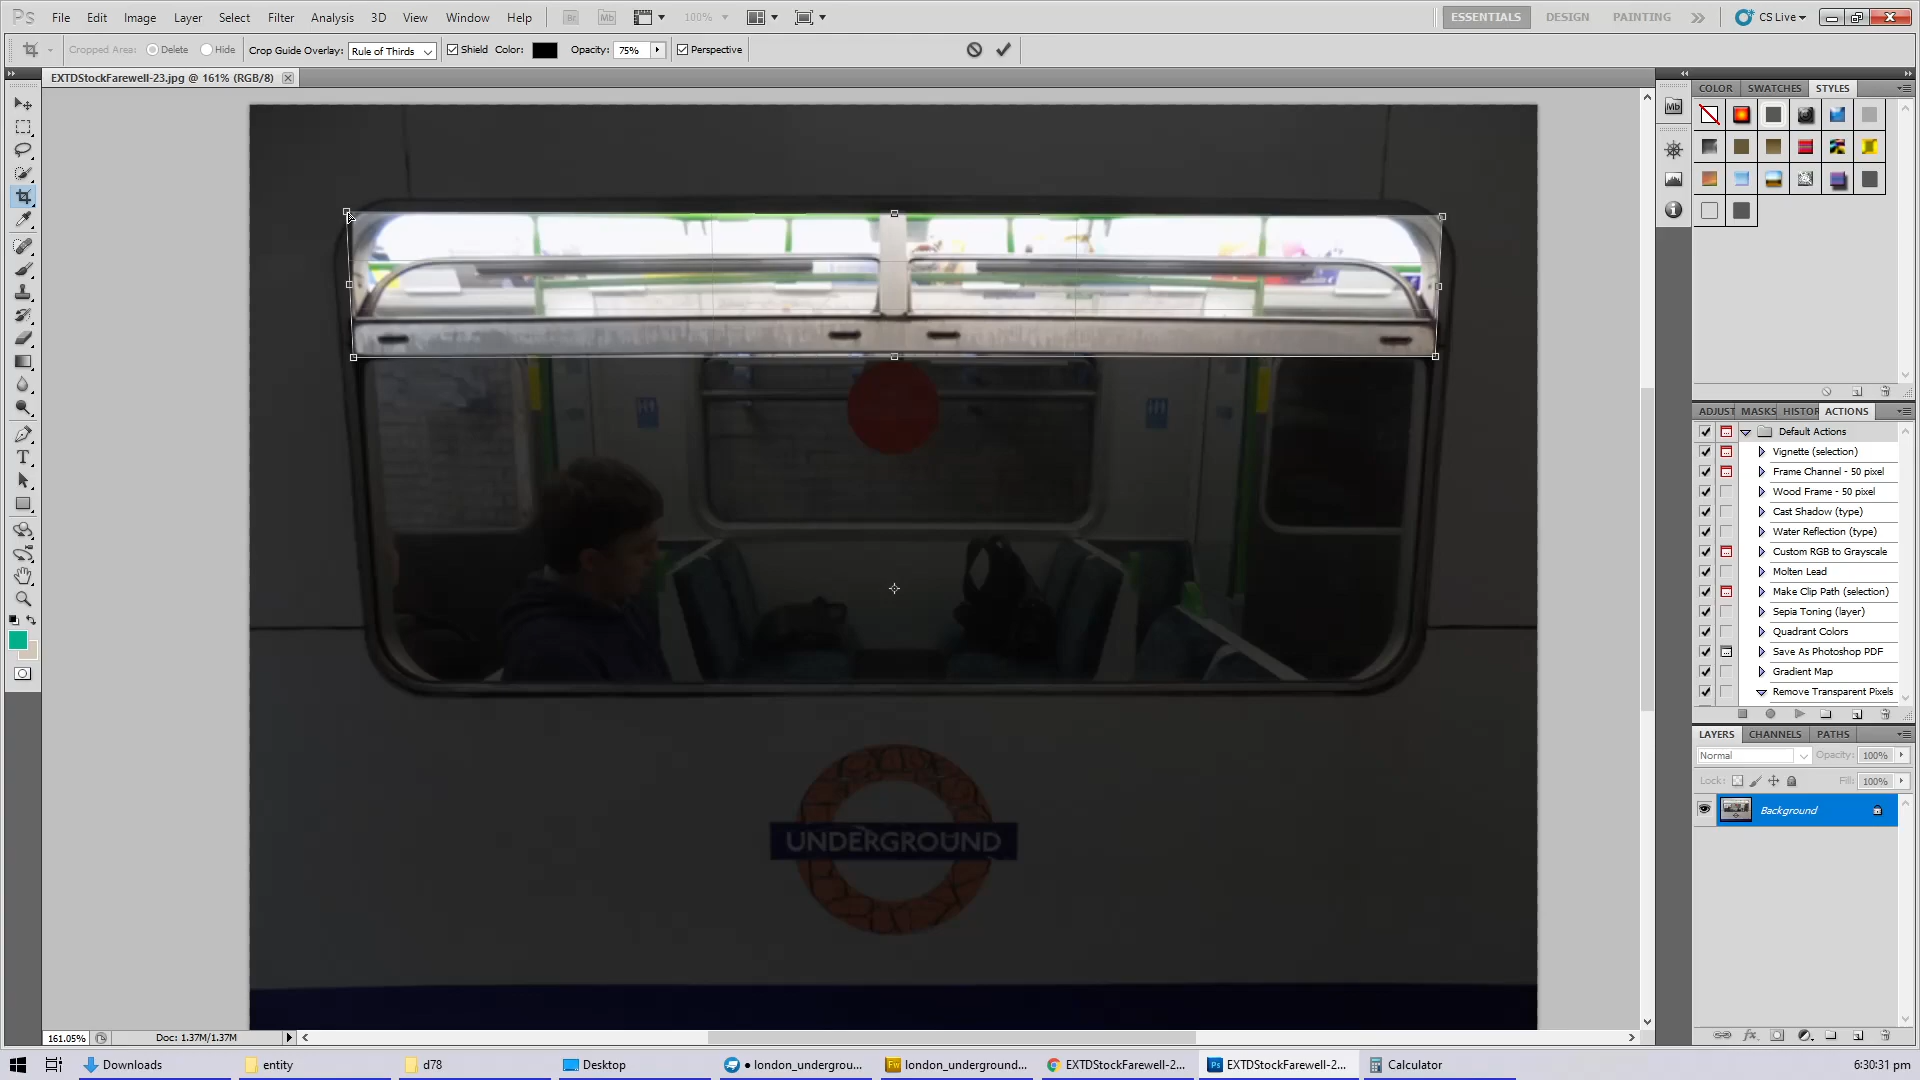 Ps File Edit Image Layer Select Filter Analysis 3D View Window Help Br Mb 100% ESSENTIALS DESIGN PAINTING CS Live
Cropped Area: Delete Hide Crop Guide Overlay: Rule of Thirds Shield Color: Opacity: 75% Perspective
EXTDStockFarewell-23.jpg @ 161% (RGB/8)
UNDERGROUND
161.05% Doc: 1.37M/1.37M
Mb
COLOR SWATCHES STYLES
ADJUST MASKS HISTOR ACTIONS
Default Actions
Vignette (selection)
Frame Channel - 50 pixel
Wood Frame - 50 pixel
Cast Shadow (type)
Water Reflection (type)
Custom RGB to Grayscale
Molten Lead
Make Clip Path (selection)
Sepia Toning (layer)
Quadrant Colors
Save As Photoshop PDF
Gradient Map
Remove Transparent Pixels
LAYERS CHANNELS PATHS
Normal Opacity: 100%
Lock: Fill: 100%
Background
Downloads entity d78 Desktop london_undergrou... london_underground... EXTDStockFarewell-2... EXTDStockFarewell-2... Calculator 6:30:31 pm